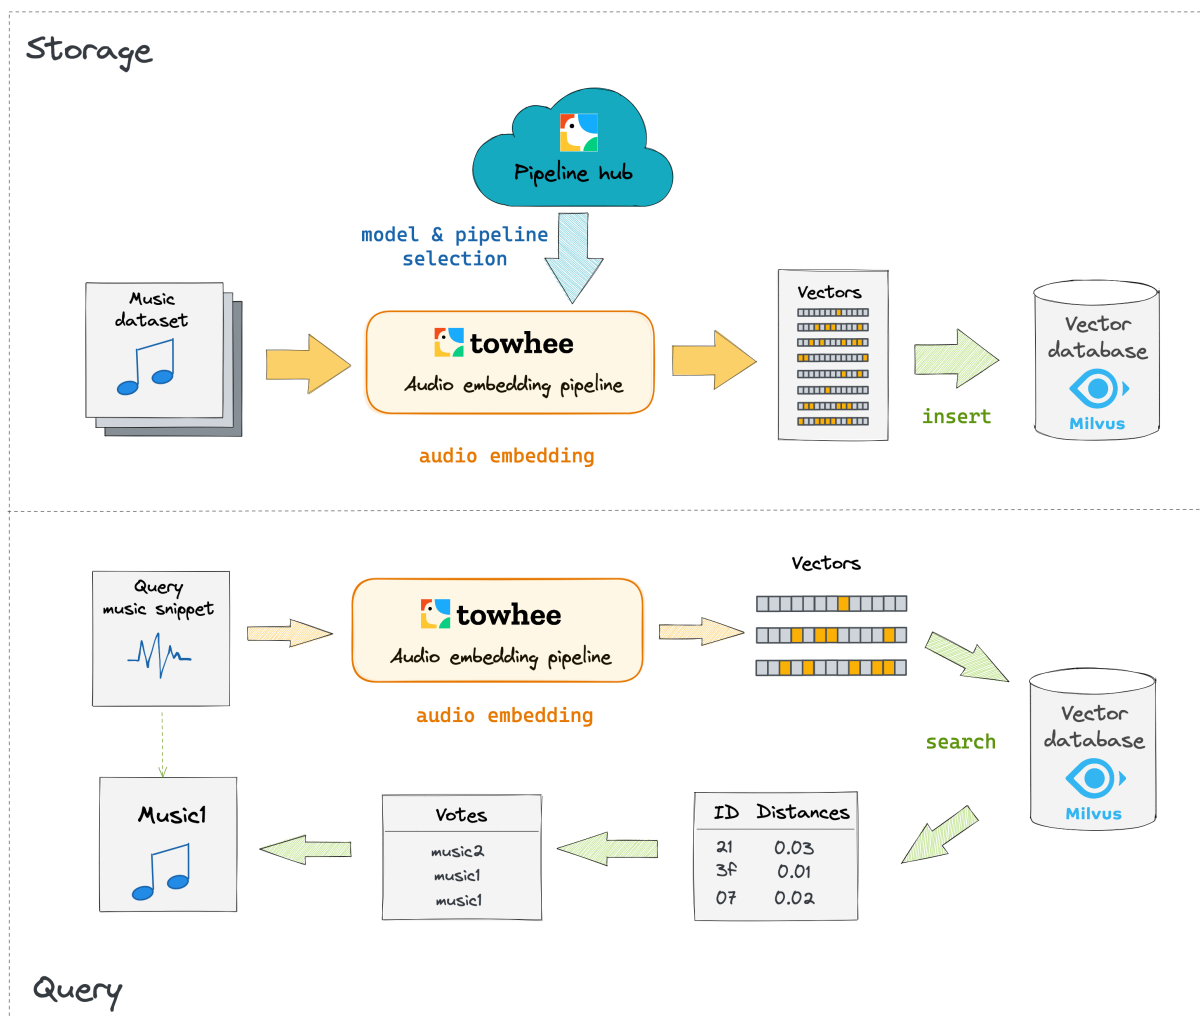 Storage
Pipeline hub
model & pipeline
selection
Music
dataset
towhee
Audio embedding pipeline
audio embedding
Vectors
insert
Vector
database
Milvus
Query
music snippet
towhee
Audio embedding pipeline
audio embedding
Vectors
search
Vector
database
Milvus
ID Distances
21 0.03
3f 0.01
07 0.02
Votes
music2
music1
music1
Music1
Query